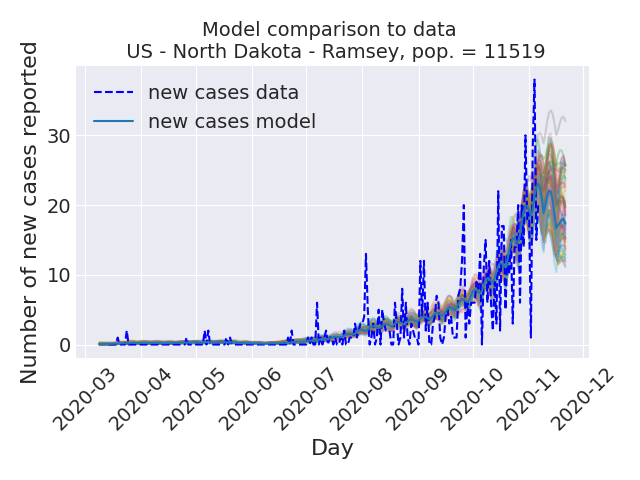 Model comparison to data
US - North Dakota - Ramsey, pop. = 11519
new cases data
new cases model
Number of new cases reported
30
20
10
0
2020-03
2020-04
2020-05
2020-06
2020-07
2020-08
2020-09
2020-10
2020-11
2020-12
Day